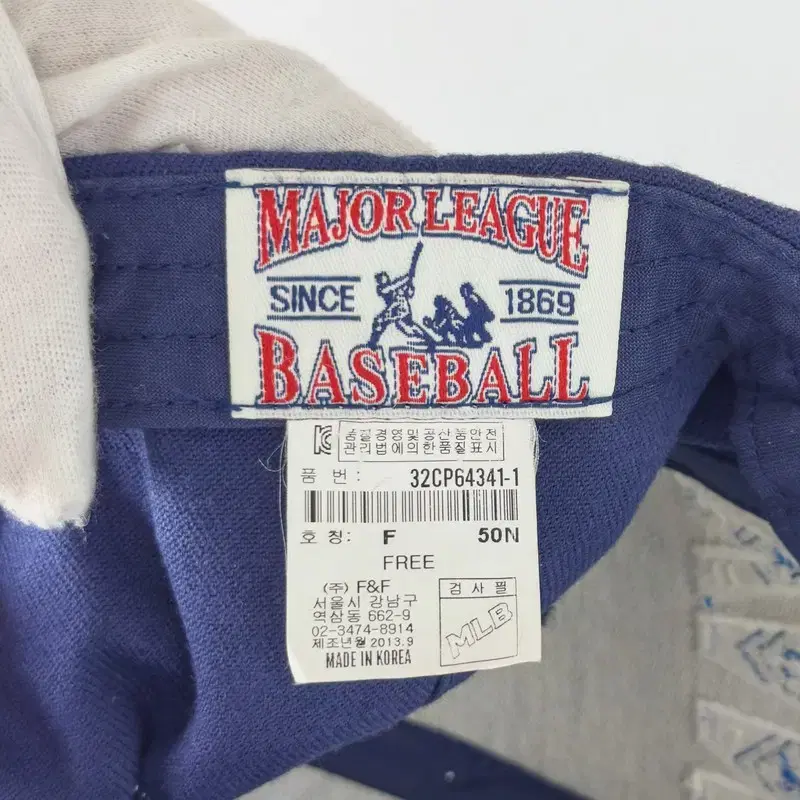 MAJOR LEAGUE
SINCE 1869
BASEBALL
품질경영및공산품안전
관리법에의한품질표시
품 번 : 32CP64341-1
호 칭: F 50N
FREE
(주) F&F
서울시 강남구
역삼동 662-9
02-3474-8914
제조년월 2013.9
MADE IN KOREA
검 사 필
MLB